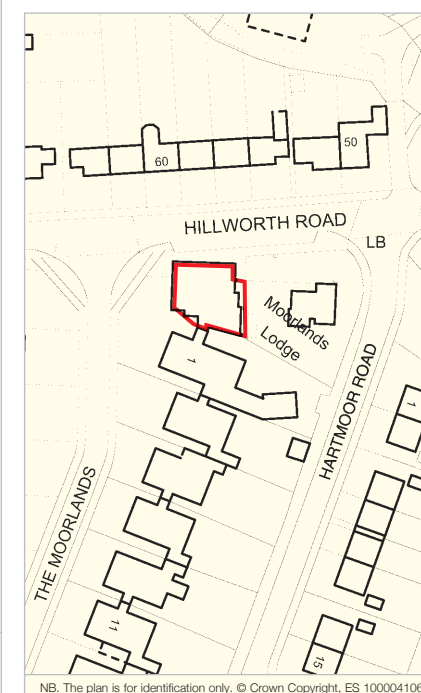 50
60
HILLWORTH ROAD
LB
Moorlands
Lodge
1
HARTMOOR ROAD
1
THE MOORLANDS
11
15
NB. The plan is for identification only. © Crown Copyright, ES 100004106